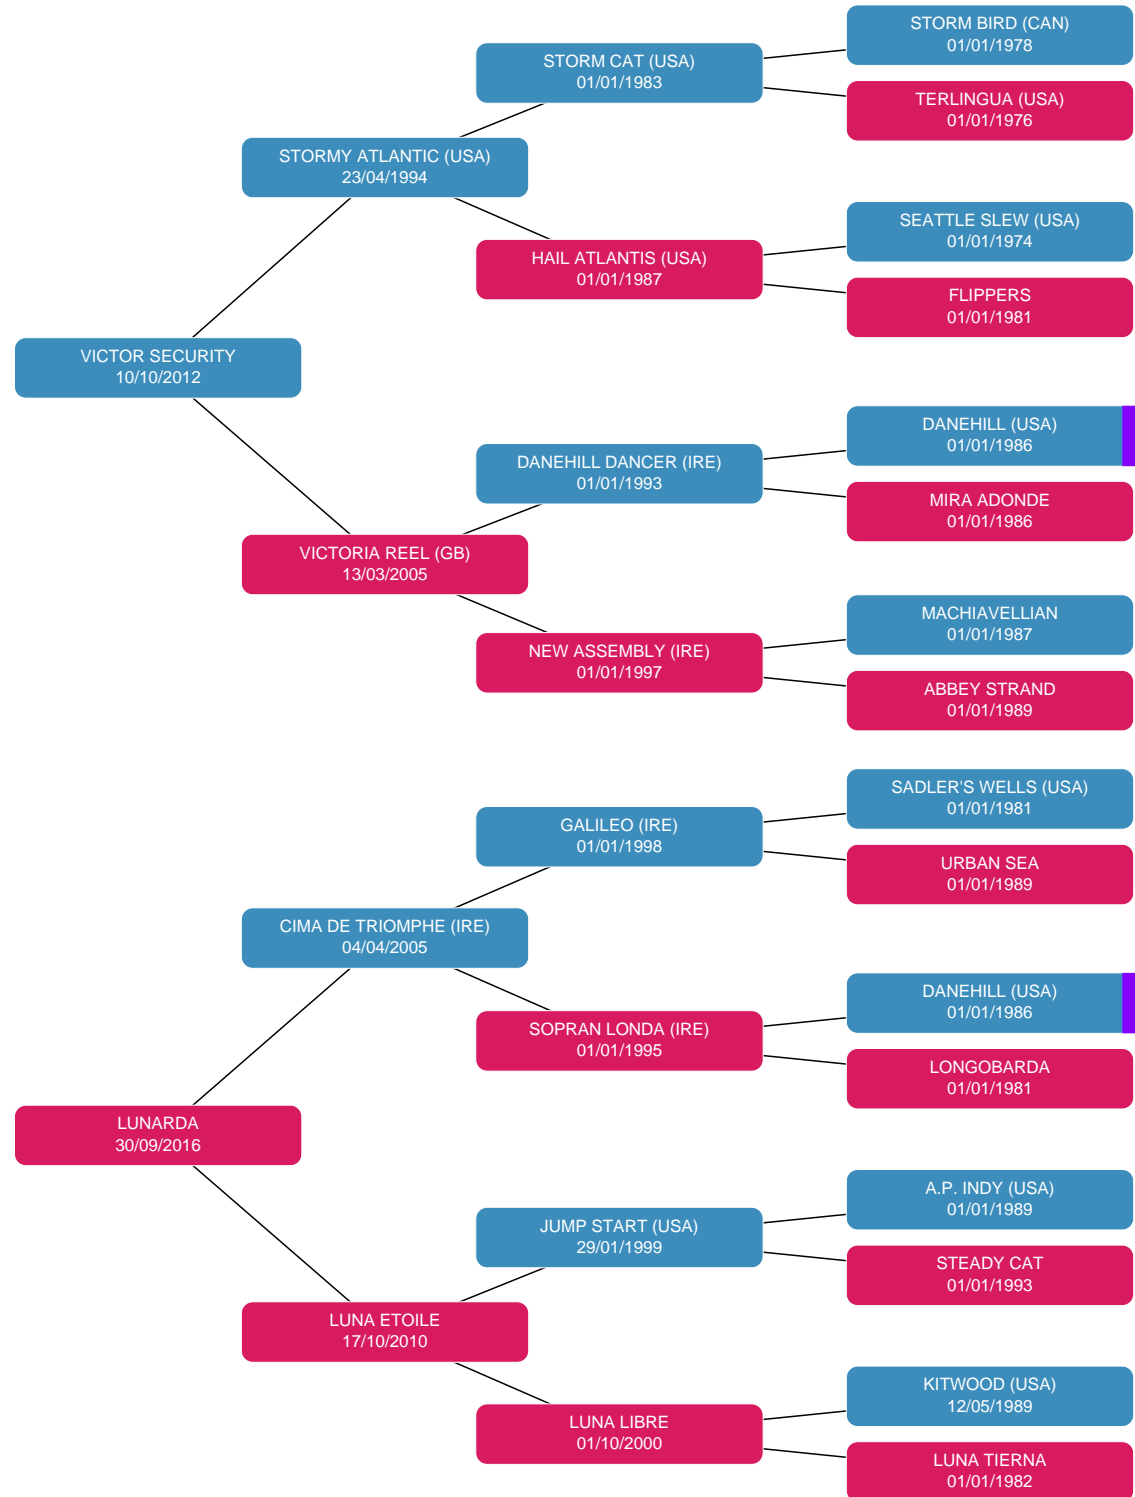 STORM BIRD (CAN)
01/01/1978
STORM CAT (USA)
01/01/1983
TERLINGUA (USA)
01/01/1976
STORMY ATLANTIC (USA)
23/04/1994
SEATTLE SLEW (USA)
01/01/1974
HAIL ATLANTIS (USA)
01/01/1987
FLIPPERS
01/01/1981
VICTOR SECURITY
10/10/2012
DANEHILL (USA)
01/01/1986
DANEHILL DANCER (IRE)
01/01/1993
MIRA ADONDE
01/01/1986
VICTORIA REEL (GB)
13/03/2005
MACHIAVELLIAN
01/01/1987
NEW ASSEMBLY (IRE)
01/01/1997
ABBEY STRAND
01/01/1989
SADLER'S WELLS (USA)
01/01/1981
GALILEO (IRE)
01/01/1998
URBAN SEA
01/01/1989
CIMA DE TRIOMPHE (IRE)
04/04/2005
DANEHILL (USA)
01/01/1986
SOPRAN LONDA (IRE)
01/01/1995
LONGOBARDA
01/01/1981
LUNARDA
30/09/2016
A.P. INDY (USA)
01/01/1989
JUMP START (USA)
29/01/1999
STEADY CAT
01/01/1993
LUNA ETOILE
17/10/2010
KITWOOD (USA)
12/05/1989
LUNA LIBRE
01/10/2000
LUNA TIERNA
01/01/1982